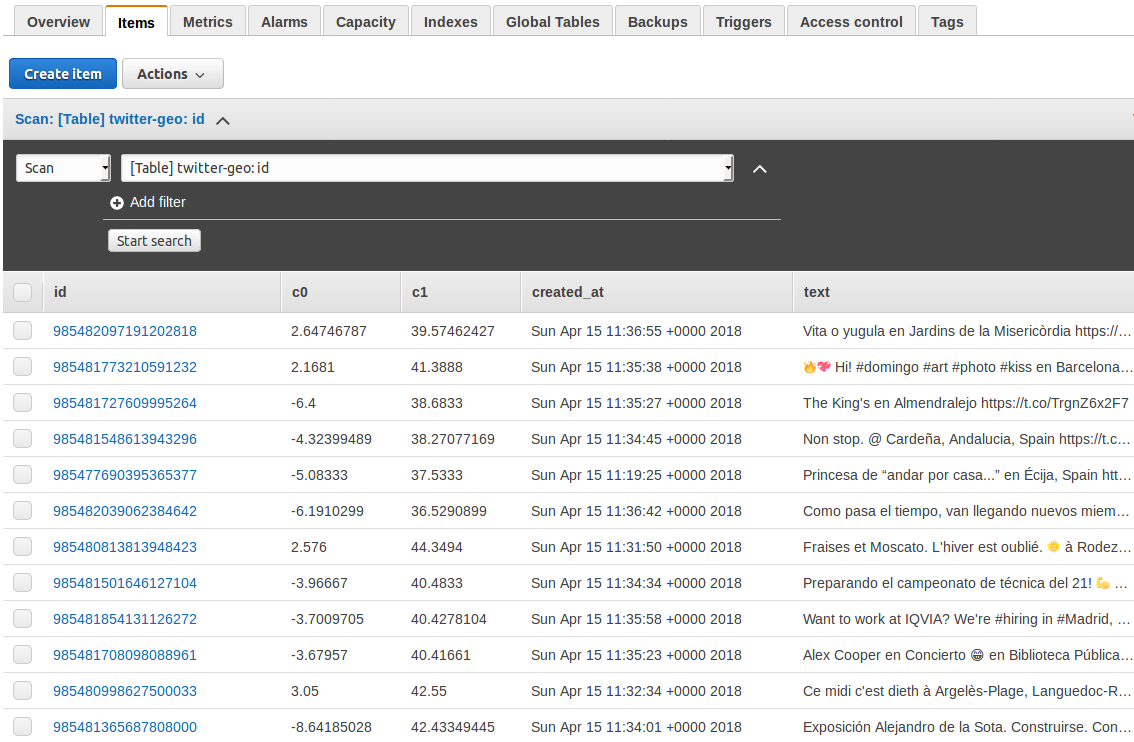 Overview Items Metrics Alarms Capacity Indexes Global Tables Backups Triggers Access control Tags
Create item Actions
Scan: [Table] twitter-geo: id
Scan [Table] twitter-geo: id
Add filter
Start search
id c0 c1 created_at text
985482097191202818 2.64746787 39.57462427 Sun Apr 15 11:36:55 +0000 2018 Vita o yugula en Jardins de la Misericòrdia https://…
985481773210591232 2.1681 41.3888 Sun Apr 15 11:35:38 +0000 2018 🔥💖 Hi! #domingo #art #photo #kiss en Barcelona…
985481727609995264 -6.4 38.6833 Sun Apr 15 11:35:27 +0000 2018 The King's en Almendralejo https://t.co/TrgnZ6x2F7
985481548613943296 -4.32399489 38.27077169 Sun Apr 15 11:34:45 +0000 2018 Non stop. @ Cardeña, Andalucia, Spain https://t.c…
985477690395365377 -5.08333 37.5333 Sun Apr 15 11:19:25 +0000 2018 Princesa de “andar por casa...” en Écija, Spain htt…
985482039062384642 -6.1910299 36.5290899 Sun Apr 15 11:36:42 +0000 2018 Como pasa el tiempo, van llegando nuevos miem…
985480813813948423 2.576 44.3494 Sun Apr 15 11:31:50 +0000 2018 Fraises et Moscato. L'hiver est oublié. 🌞 à Rodez…
985481501646127104 -3.96667 40.4833 Sun Apr 15 11:34:34 +0000 2018 Preparando el campeonato de técnica del 21! 💪 …
985481854131126272 -3.7009705 40.4278104 Sun Apr 15 11:35:58 +0000 2018 Want to work at IQVIA? We're #hiring in #Madrid, …
985481708098088961 -3.67957 40.41661 Sun Apr 15 11:35:23 +0000 2018 Alex Cooper en Concierto 😁 en Biblioteca Pública…
985480998627500033 3.05 42.55 Sun Apr 15 11:32:34 +0000 2018 Ce midi c'est dieth à Argelès-Plage, Languedoc-R…
985481365687808000 -8.64185028 42.43349445 Sun Apr 15 11:34:01 +0000 2018 Exposición Alejandro de la Sota. Construirse. Con…